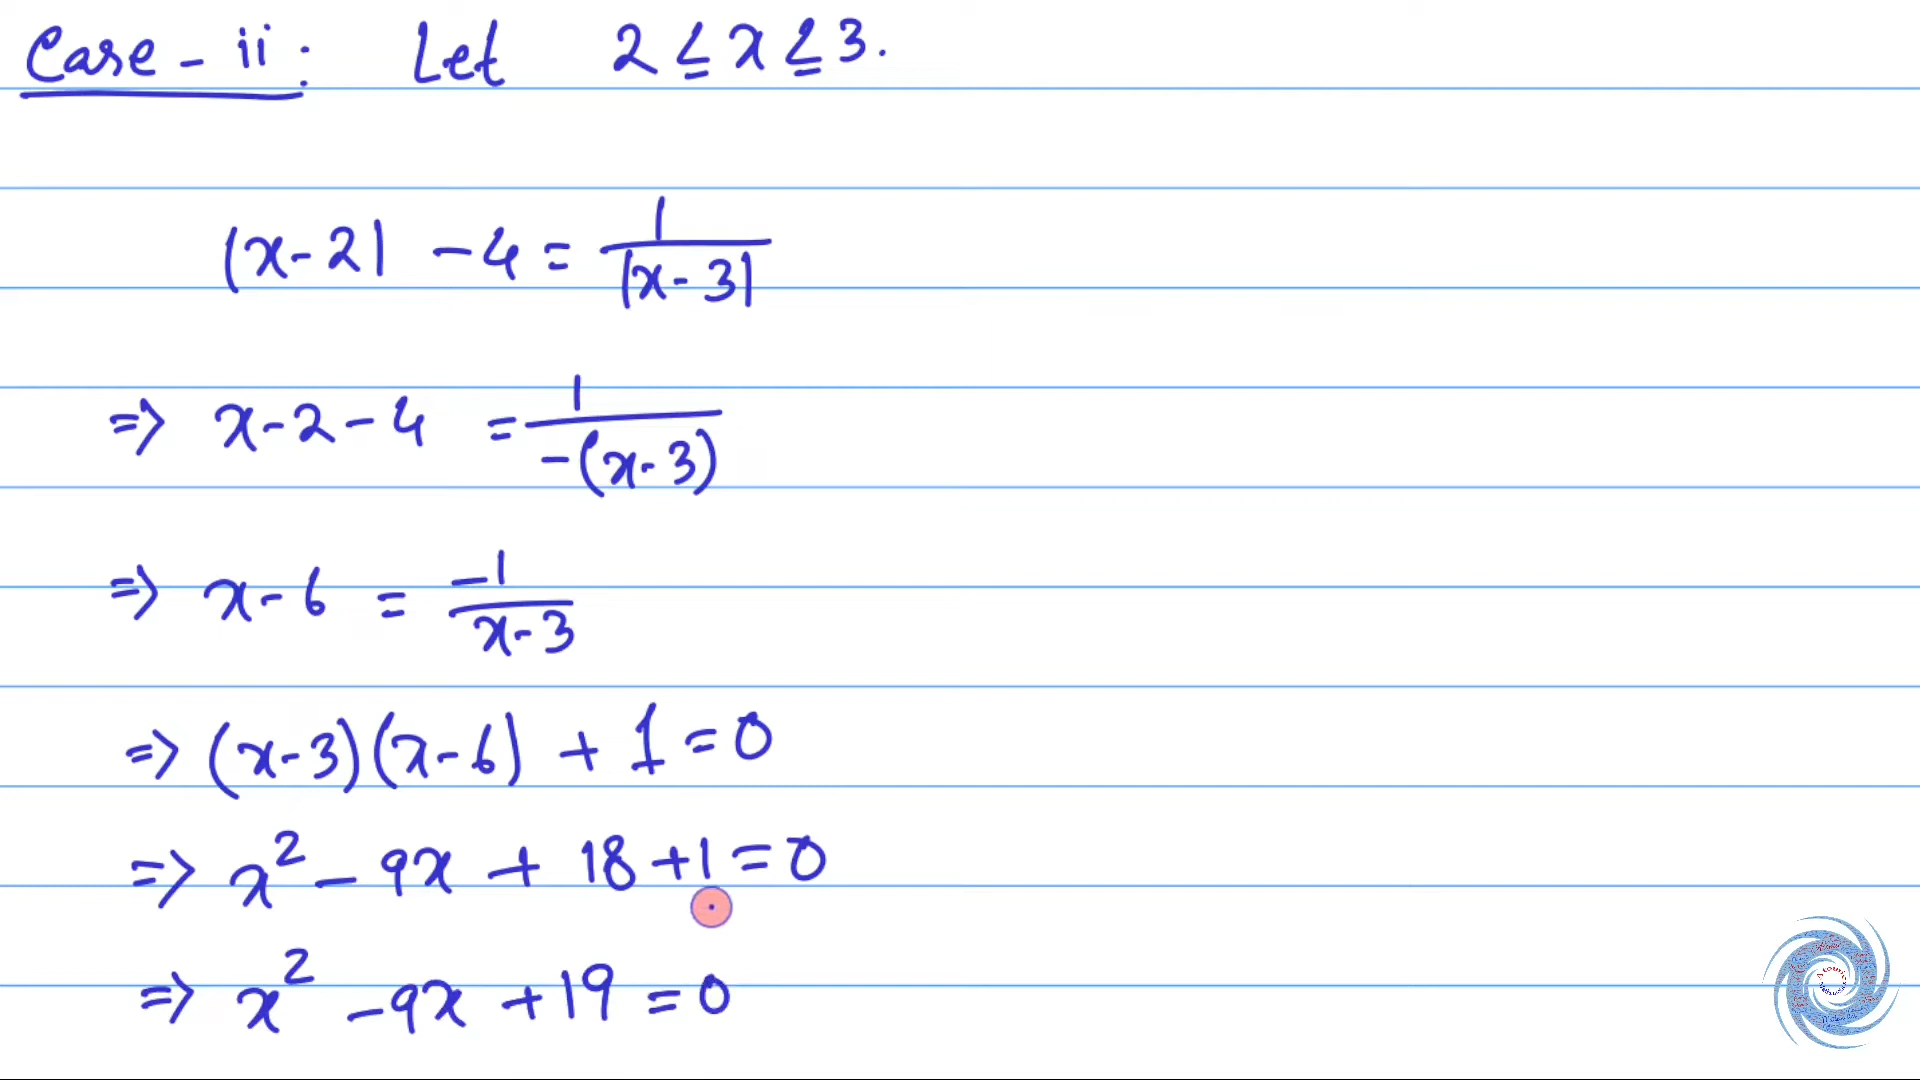 Case - ii : Let 2 ≤ x ≤ 3.
|x-2| - 4 = 1/|x-3|
=> x-2-4 = 1/-(x-3)
=> x-6 = -1/x-3
=> (x-3)(x-6) + 1 = 0
=> x² - 9x + 18 + 1 = 0
=> x² - 9x + 19 = 0